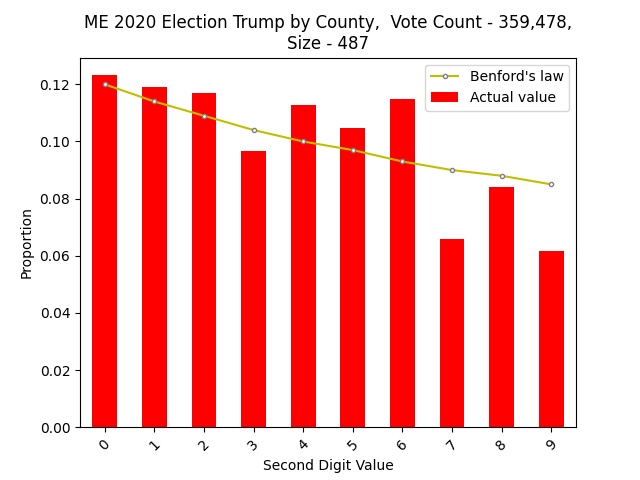 ME 2020 Election Trump by County,  Vote Count - 359,478,
Size - 487
Benford's law
Actual value
0.12
0.10
0.08
0.06
0.04
0.02
0.00
Proportion
0 1 2 3 4 5 6 7 8 9
Second Digit Value